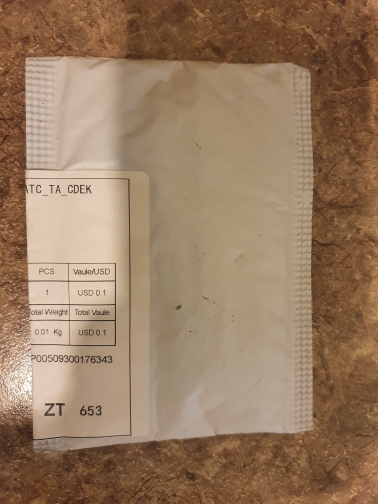 ATC_TA_CDEK
PCS Vaule/USD
1 USD 0.1
Total Weight Total Vaule
0.01 Kg USD 0.1
P00509300176343
ZT 653